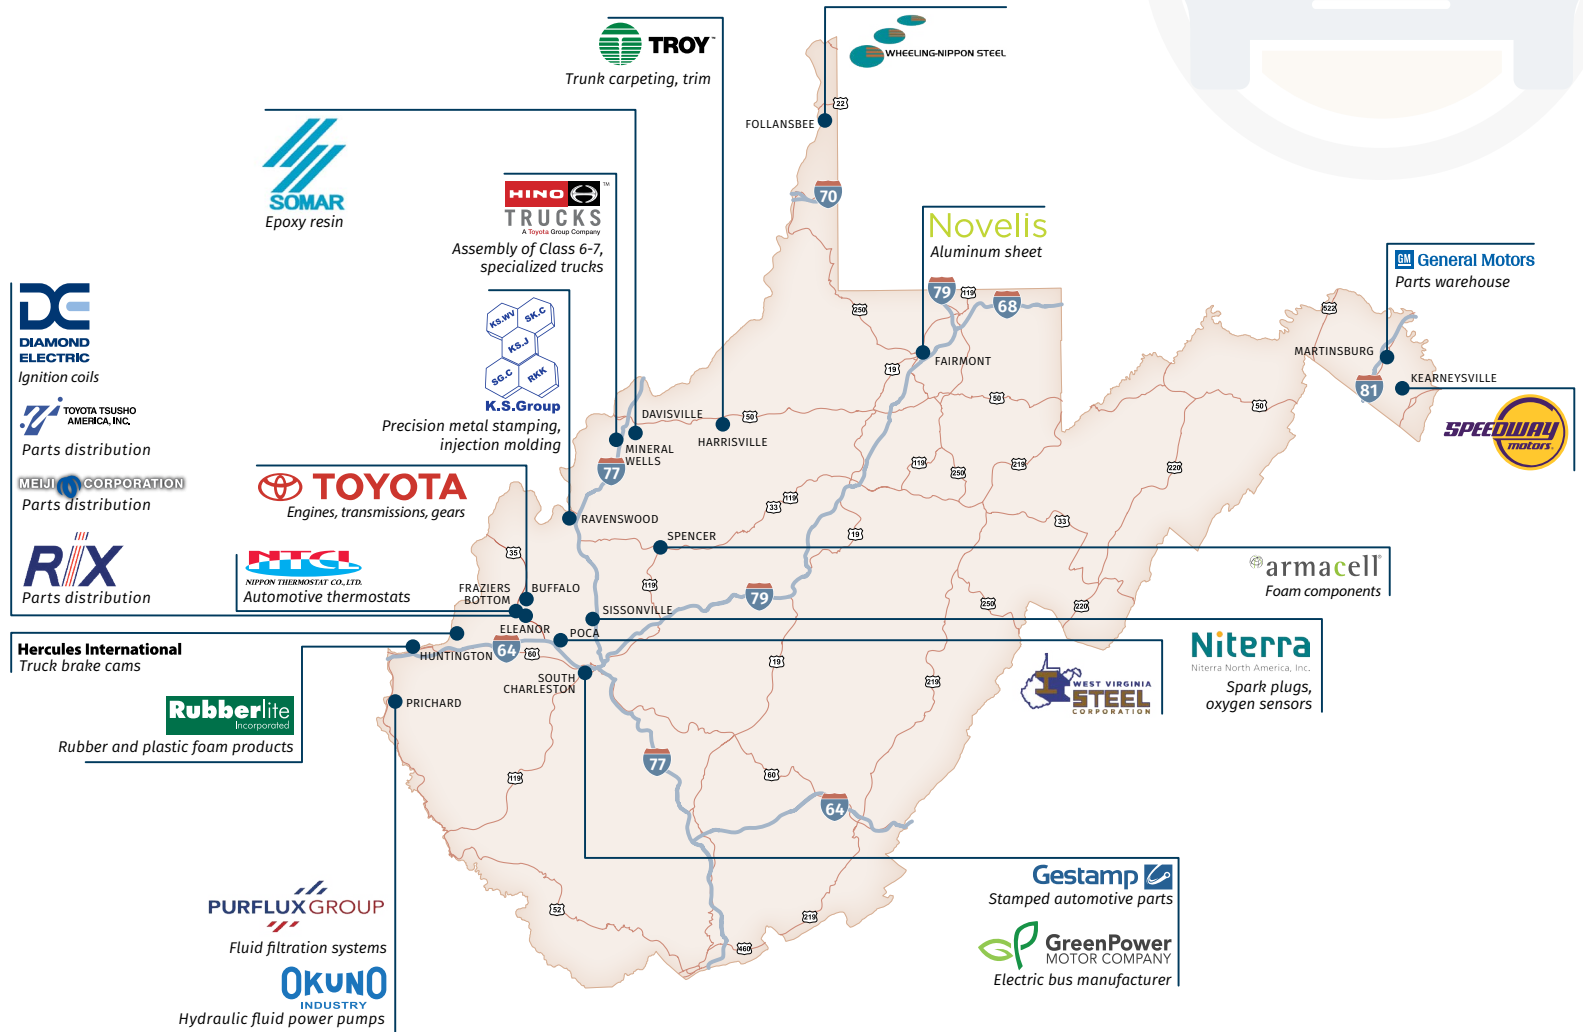 TROY™
Trunk carpeting, trim
WHEELING-NIPPON STEEL
22
FOLLANSBEE
70
SOMAR
Epoxy resin
HINO
TM
TRUCKS
A Toyota Group Company
Assembly of Class 6-7,
specialized trucks
Novelis
Aluminum sheet
GM General Motors
Parts warehouse
79
119
68
250
522
MARTINSBURG
81
KEARNEYSVILLE
SPEEDWAY
motors.
DIAMOND
ELECTRIC
Ignition coils
TOYOTA TSUSHO
AMERICA, INC.
Parts distribution
MEIJI CORPORATION
Parts distribution
RIX
Parts distribution
KS.WV
SK.C
KS.J
SG.C
RKK
K.S.Group
Precision metal stamping,
injection molding
FAIRMONT
19
50
50
DAVISVILLE
50
HARRISVILLE
MINERAL
WELLS
77
119
250
219
220
TOYOTA
Engines, transmissions, gears
RAVENSWOOD
33
119
33
19
SPENCER
35
119
NTCL
NIPPON THERMOSTAT CO.,LTD.
Automotive thermostats
FRAZIERS
BOTTOM
BUFFALO
79
250
220
armacell®
Foam components
SISSONVILLE
ELEANOR
POCA
Hercules International
Truck brake cams
HUNTINGTON
64
60
19
219
SOUTH
CHARLESTON
WEST VIRGINIA
STEEL
CORPORATION
Niterra
Niterra North America, Inc.
Spark plugs,
oxygen sensors
PRICHARD
Rubberlite
Incorporated
Rubber and plastic foam products
77
119
60
64
Gestamp
Stamped automotive parts
GreenPower
MOTOR COMPANY
Electric bus manufacturer
52
219
460
PURFLUX GROUP
Fluid filtration systems
OKUNO
INDUSTRY
Hydraulic fluid power pumps